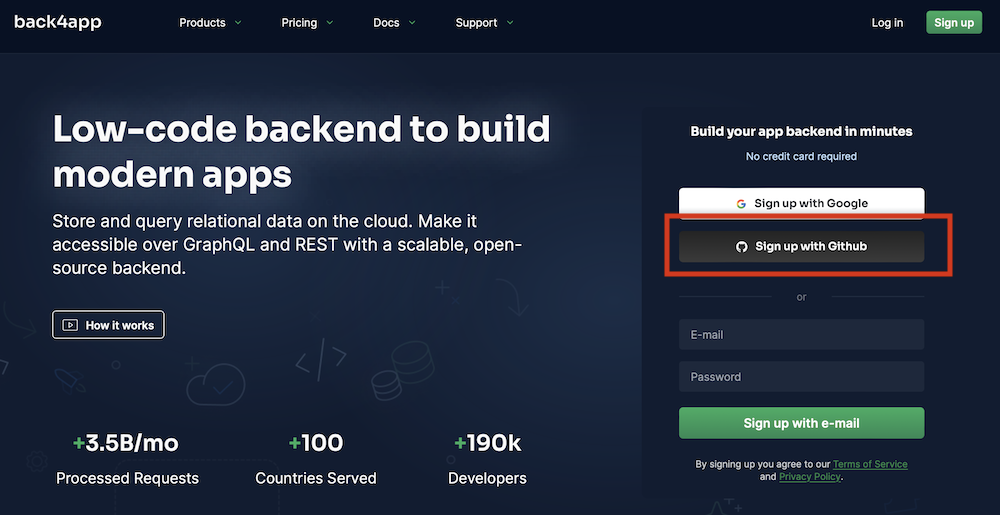 back4app
Products
Pricing
Docs
Support
Log in
Sign up
Low-code backend to build
modern apps
Store and query relational data on the cloud. Make it
accessible over GraphQL and REST with a scalable, open-
source backend.
How it works
+3.5B/mo
Processed Requests
+100
Countries Served
+190k
Developers
Build your app backend in minutes
No credit card required
Sign up with Google
Sign up with Github
or
E-mail
Password
Sign up with e-mail
By signing up you agree to our Terms of Service
and Privacy Policy.